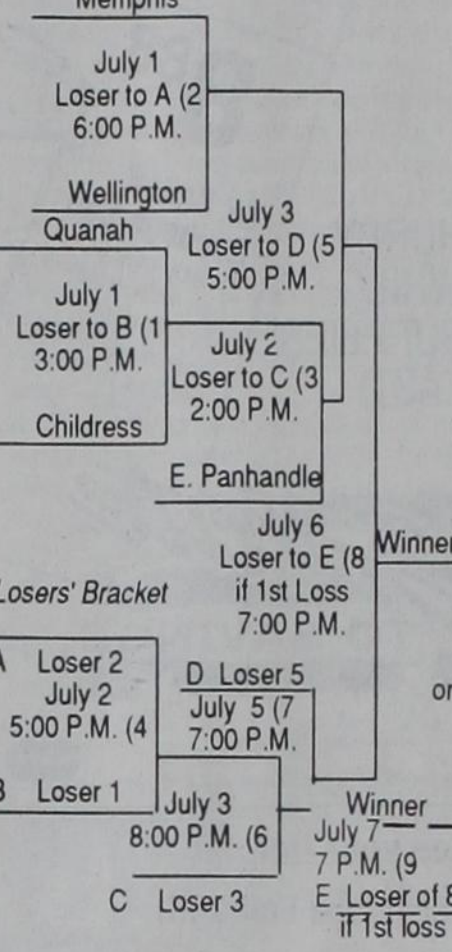 Memphis
July 1
Loser to A (2
6:00 P.M.
Wellington
Quanah
July 3
Loser to D (5
5:00 P.M.
July 1
Loser to B (1
3:00 P.M.
July 2
Loser to C (3
2:00 P.M.
Childress
E. Panhandle
July 6
Loser to E (8
if 1st Loss
7:00 P.M.
Winner
Losers' Bracket
A Loser 2
July 2
5:00 P.M. (4
D Loser 5
July 5 (7
7:00 P.M.
or
B Loser 1
July 3
8:00 P.M. (6
Winner
July 7
7 P.M. (9
C Loser 3
E Loser of 8
if 1st loss